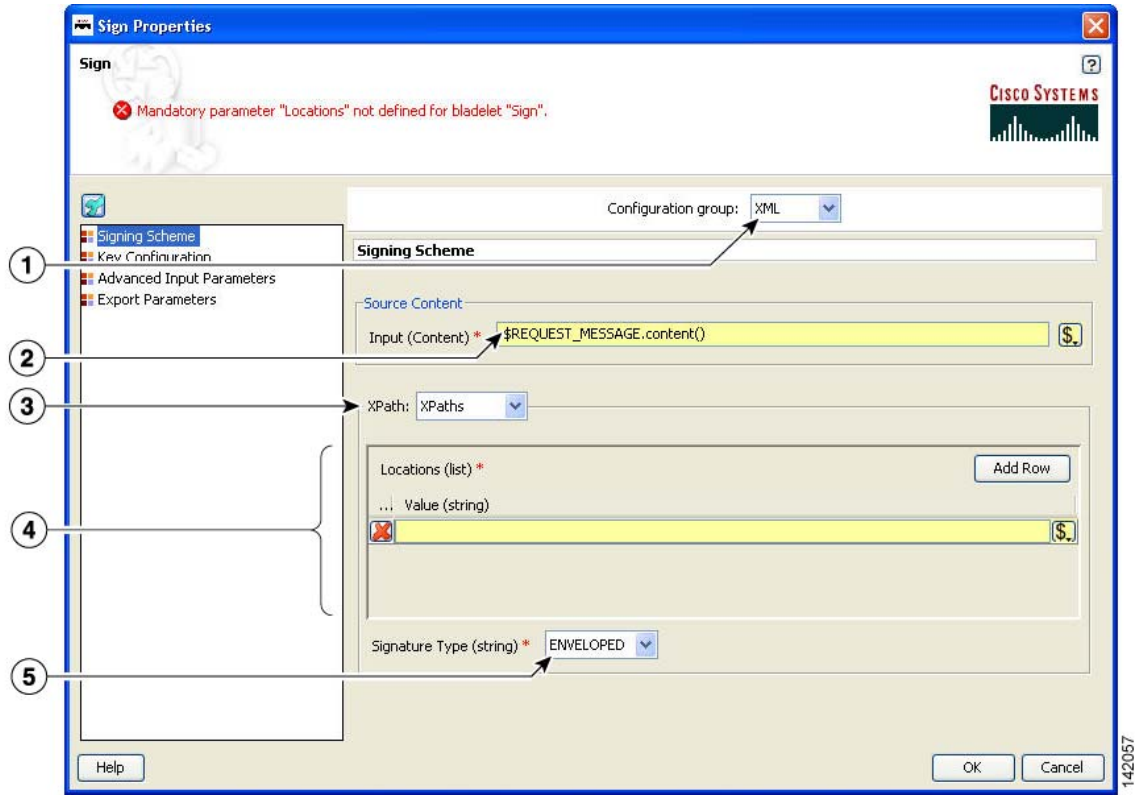 Sign Properties
Sign
Mandatory parameter "Locations" not defined for bladelet "Sign".
CISCO SYSTEMS
Configuration group: XML
Signing Scheme
Key Configuration
Advanced Input Parameters
Export Parameters
Signing Scheme
Source Content
Input (Content) * $REQUEST_MESSAGE.content() $
XPath: XPaths
Locations (list) * Add Row
... Value (string)
$
Signature Type (string) * ENVELOPED
1
2
3
4
5
Help OK Cancel
142057